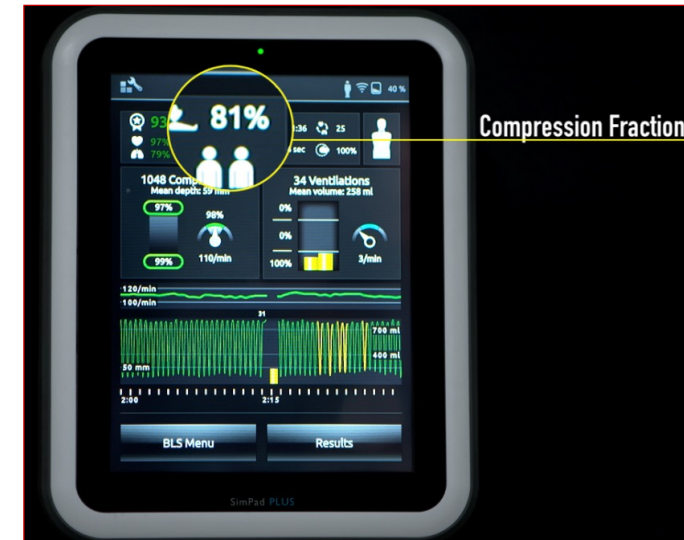 40 %
93
81%
:36
25
97%
79%
sec
100%
Compression Fraction
1048 Comp
Mean depth: 59 mm
34 Ventilations
Mean volume: 258 ml
97%
98%
99%
110/min
0%
0%
100%
3/min
120/min
100/min
31
700 ml
400 ml
50 mm
2:00
2:15
BLS Menu
Results
SimPad PLUS